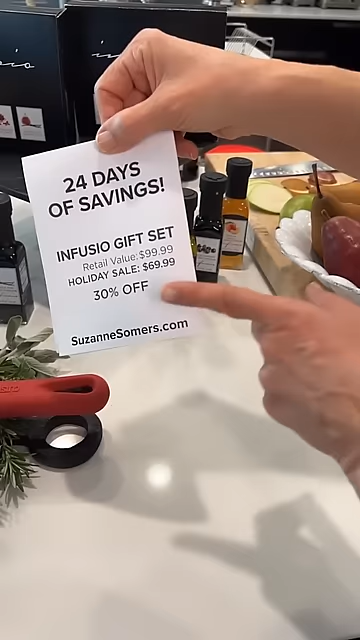 24 DAYS
OF SAVINGS!
INFUSIO GIFT SET
Retail Value: $99.99
HOLIDAY SALE: $69.99
30% OFF
SuzanneSomers.com